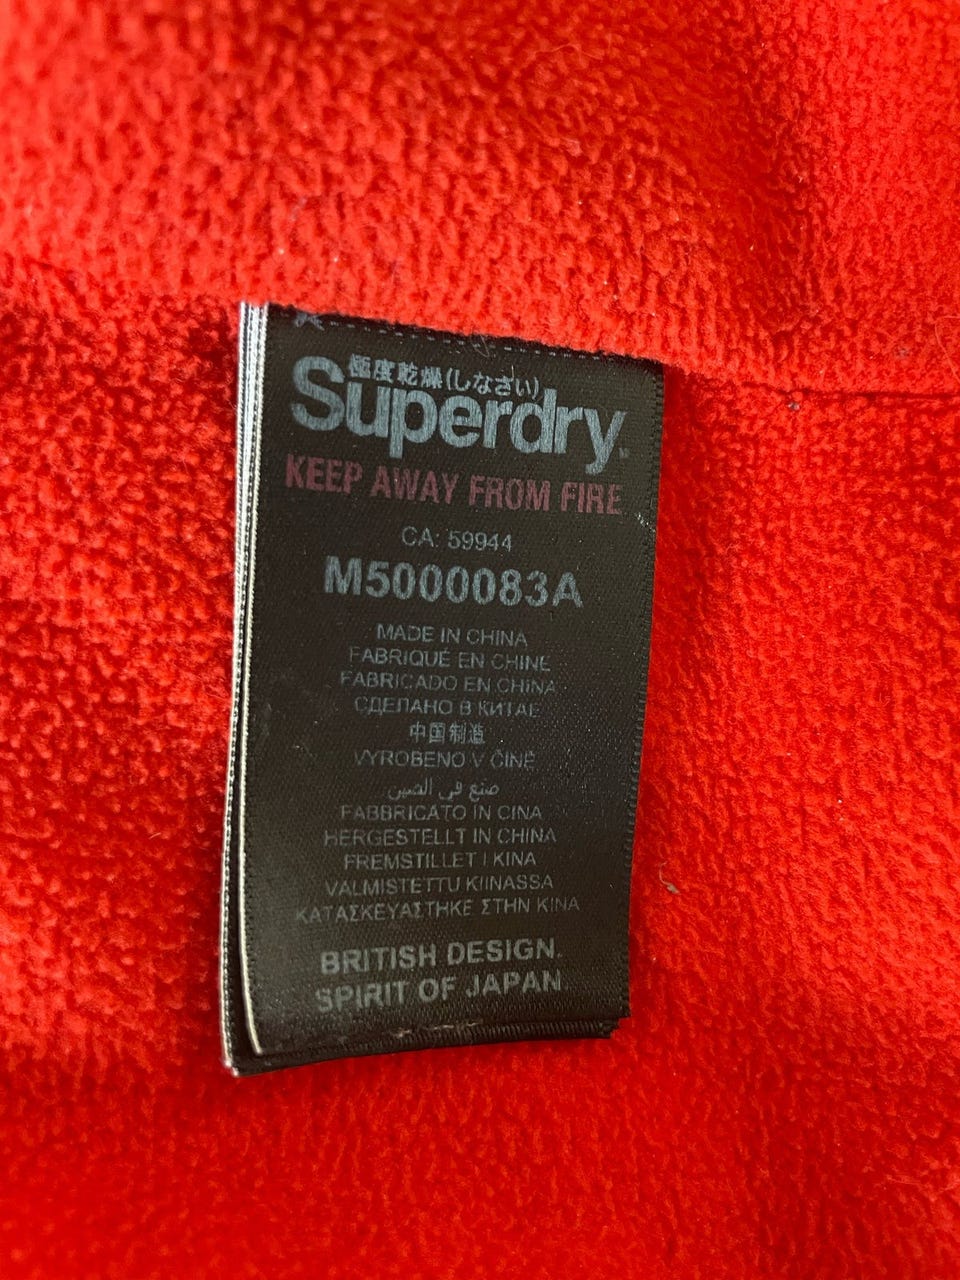 極度乾燥(しなさい)
Superdry.
KEEP AWAY FROM FIRE
CA: 59944
M5000083A
MADE IN CHINA
FABRIQUÉ EN CHINE
FABRICADO EN CHINA
СДЕЛАНО В КИТАЕ
中国制造
VYROBENO V ČÍNĚ
صنع في الصين
FABBRICATO IN CINA
HERGESTELLT IN CHINA
FREMSTILLET I KINA
VALMISTETTU KIINASSA
ΚΑΤΑΣΚΕΥΑΣΤΗΚΕ ΣΤΗΝ ΚΙΝΑ
BRITISH DESIGN.
SPIRIT OF JAPAN